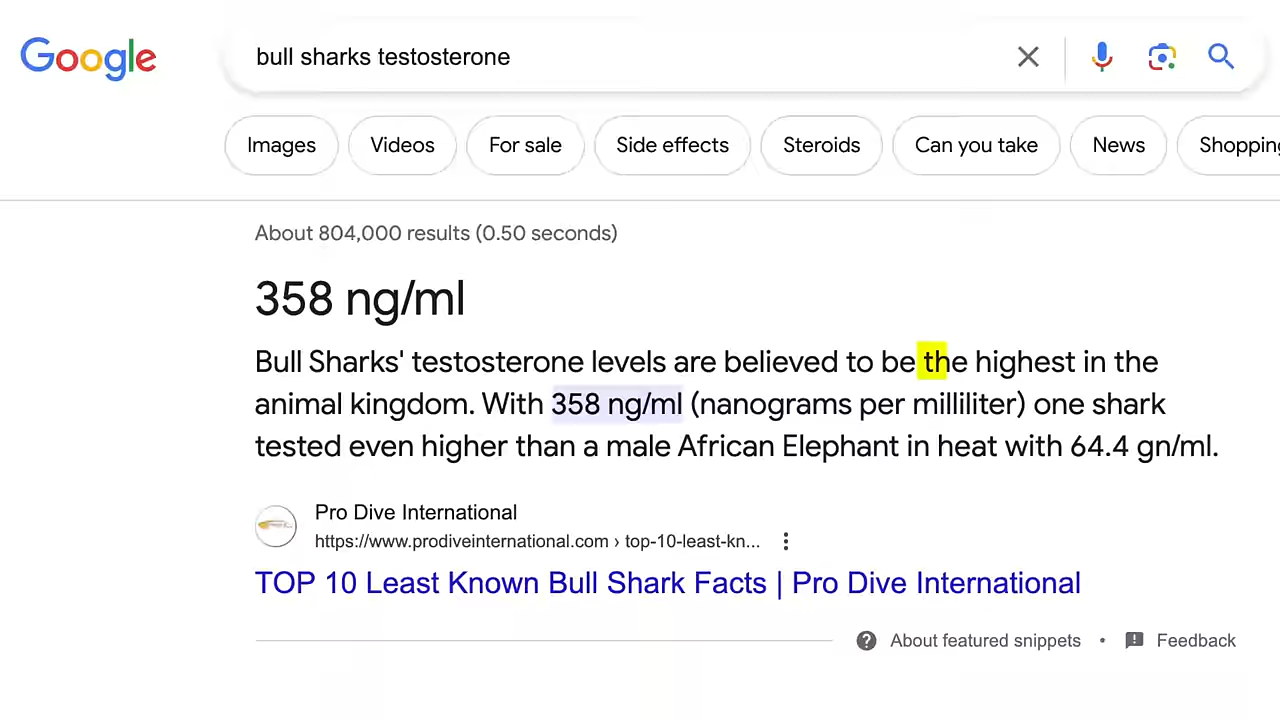 Google
bull sharks testosterone
Images Videos For sale Side effects Steroids Can you take News Shopping
About 804,000 results (0.50 seconds)
358 ng/ml
Bull Sharks' testosterone levels are believed to be the highest in the
animal kingdom. With 358 ng/ml (nanograms per milliliter) one shark
tested even higher than a male African Elephant in heat with 64.4 gn/ml.
Pro Dive International
https://www.prodiveinternational.com › top-10-least-kn...
TOP 10 Least Known Bull Shark Facts | Pro Dive International
About featured snippets • Feedback